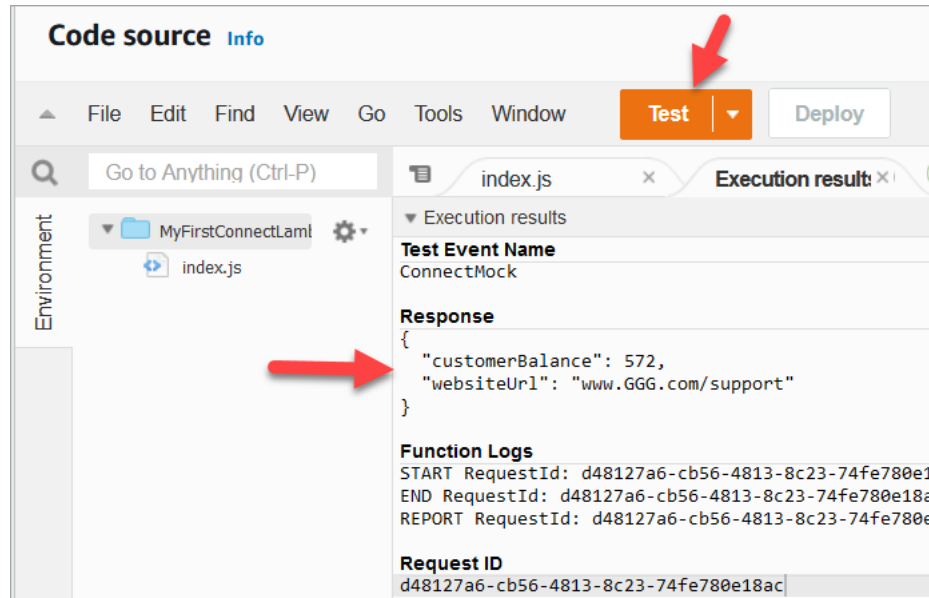 Code source Info
File Edit Find View Go Tools Window Test Deploy
Go to Anything (Ctrl-P)
index.js
Execution results
Environment
MyFirstConnectLaml
index.js
Execution results
Test Event Name
ConnectMock
Response
{
"customerBalance": 572,
"websiteUrl": "www.GGG.com/support"
}
Function Logs
START RequestId: d48127a6-cb56-4813-8c23-74fe780e1
END RequestId: d48127a6-cb56-4813-8c23-74fe780e18a
REPORT RequestId: d48127a6-cb56-4813-8c23-74fe780e
Request ID
d48127a6-cb56-4813-8c23-74fe780e18ac